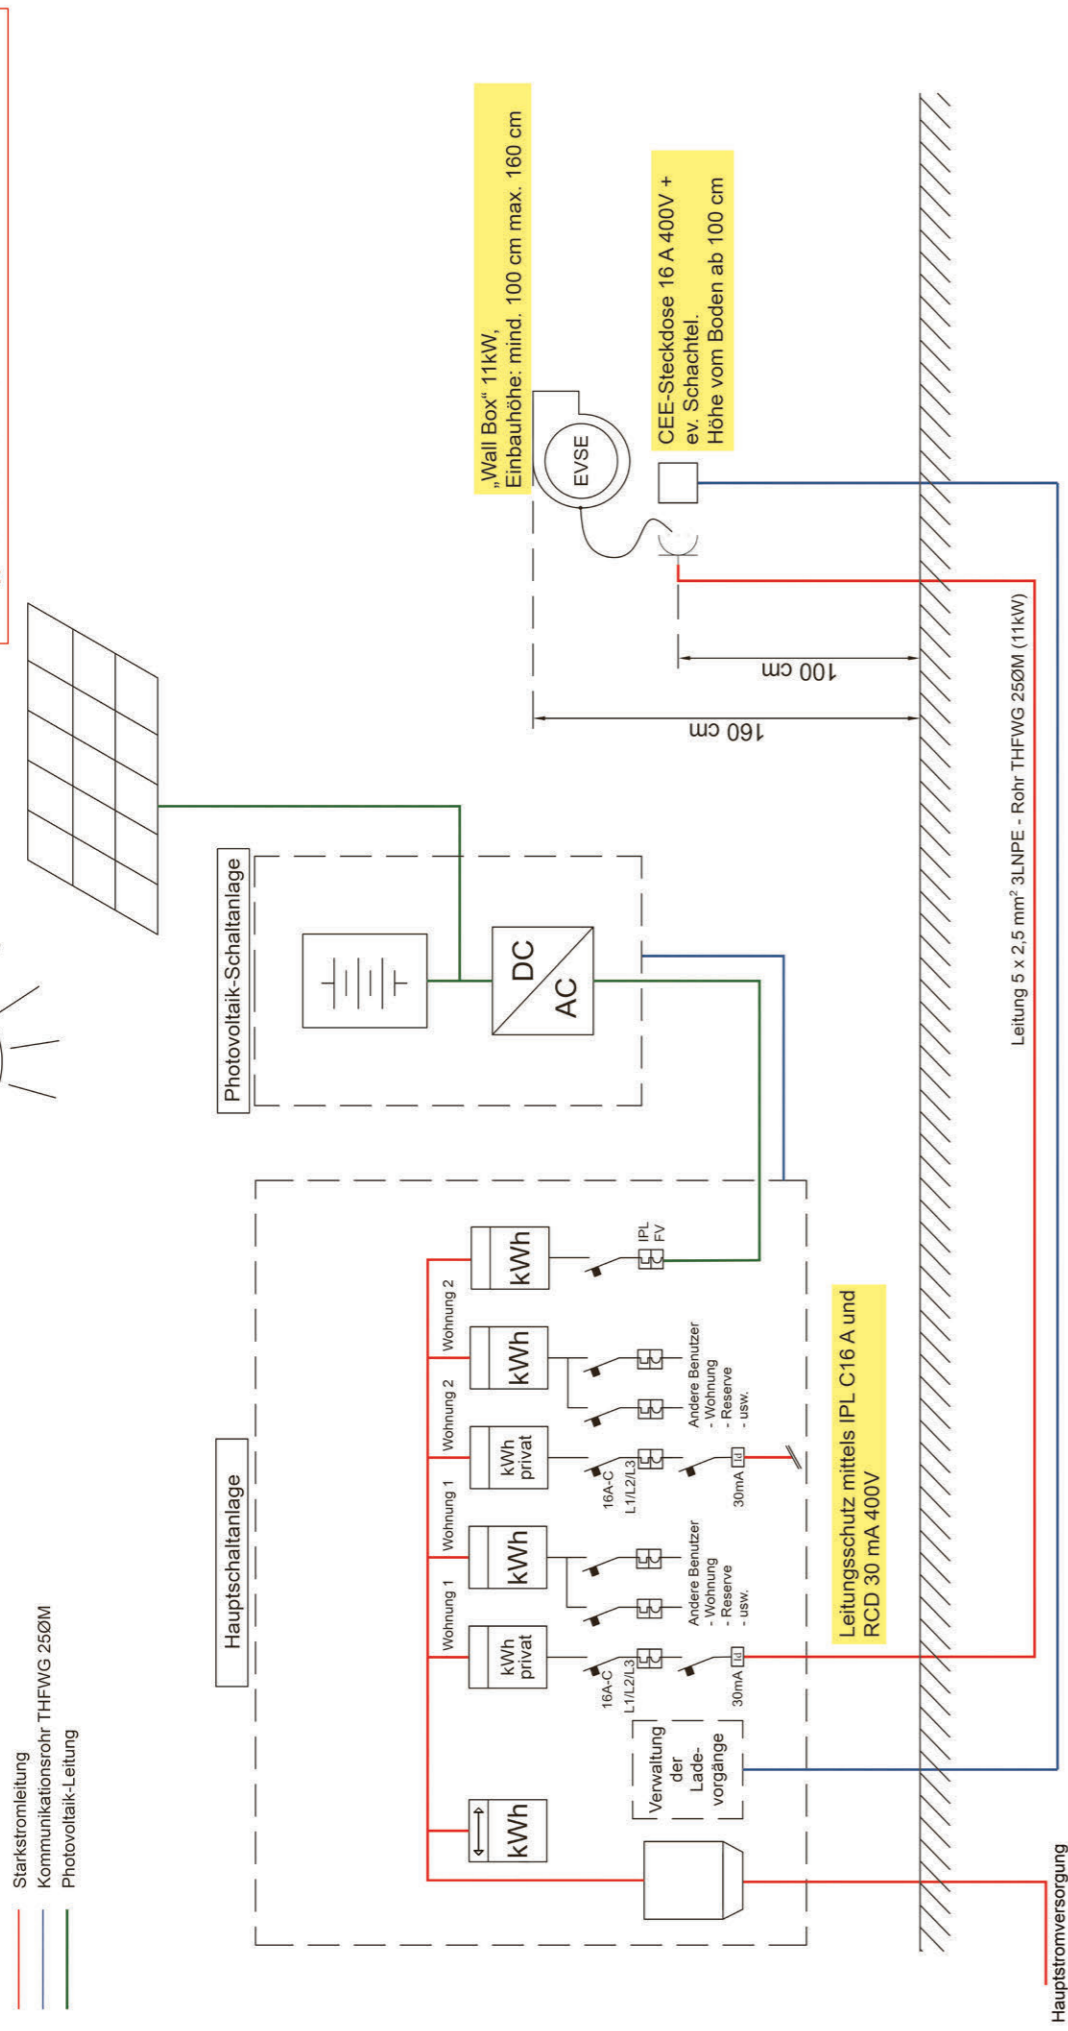 Starkstromleitung
Kommunikationsrohr THFWG 25ØM
Photovoltaik-Leitung
Hauptschaltanlage
Photovoltaik-Schaltanlage
Wohnung 1
Wohnung 1
Wohnung 2
Wohnung 2
kWh
kWh
privat
kWh
kWh
privat
kWh
kWh
16A-C
L1/L2/L3
30mA
Id
Andere Benutzer
- Wohnung
- Reserve
- usw.
16A-C
L1/L2/L3
30mA
Id
Andere Benutzer
- Wohnung
- Reserve
- usw.
IPL
FV
Verwaltung
der
Lade-
vorgänge
DC
AC
„Wall Box“ 11kW,
Einbauhöhe: mind. 100 cm max. 160 cm
EVSE
CEE-Steckdose 16 A 400V +
ev. Schachtel.
Höhe vom Boden ab 100 cm
160 cm
100 cm
Leitungsschutz mittels IPL C16 A und
RCD 30 mA 400V
Leitung 5 x 2,5 mm² 3LNPE - Rohr THFWG 25ØM (11kW)
Hauptstromversorgung